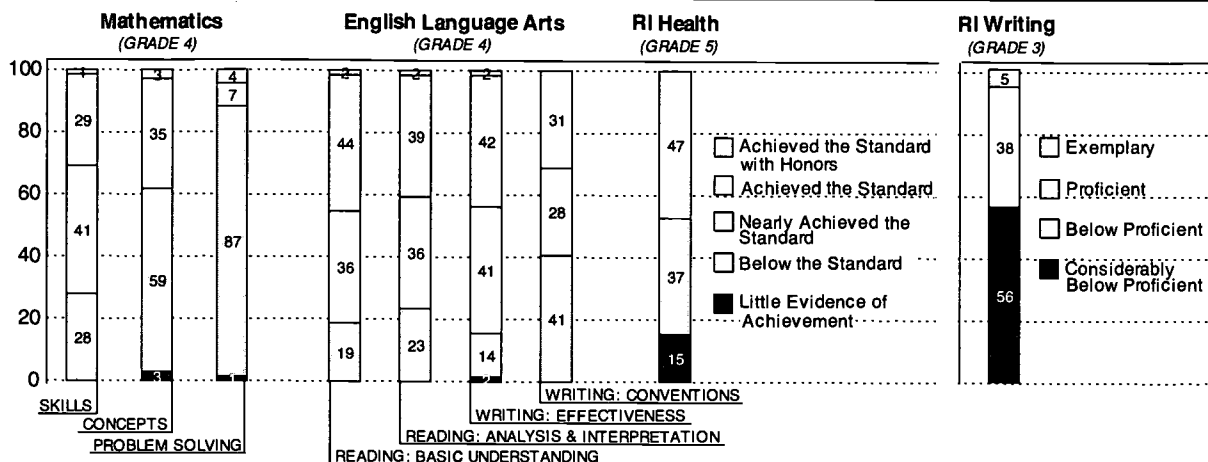 Mathematics
(GRADE 4)
English Language Arts
(GRADE 4)
RI Health
(GRADE 5)
RI Writing
(GRADE 3)
100
80
60
40
20
0
1
29
41
28
3
35
59
3
4
7
87
1
2
44
36
19
2
39
36
23
2
42
41
14
2
31
28
41
47
37
15
5
38
56
Achieved the Standard
with Honors
Achieved the Standard
Nearly Achieved the
Standard
Below the Standard
Little Evidence of
Achievement
Exemplary
Proficient
Below Proficient
Considerably
Below Proficient
SKILLS
CONCEPTS
PROBLEM SOLVING
WRITING: CONVENTIONS
WRITING: EFFECTIVENESS
READING: ANALYSIS & INTERPRETATION
READING: BASIC UNDERSTANDING